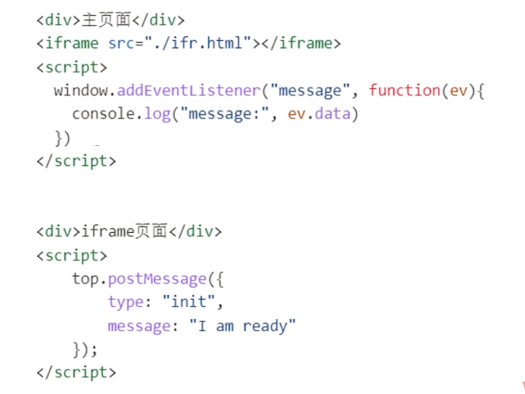 <div>主页面</div>
<iframe src="./ifr.html"></iframe>
<script>
window.addEventListener("message", function(ev){
console.log("message:", ev.data)
})
</script>
<div>iframe页面</div>
<script>
top.postMessage({
type: "init",
message: "I am ready"
});
</script>